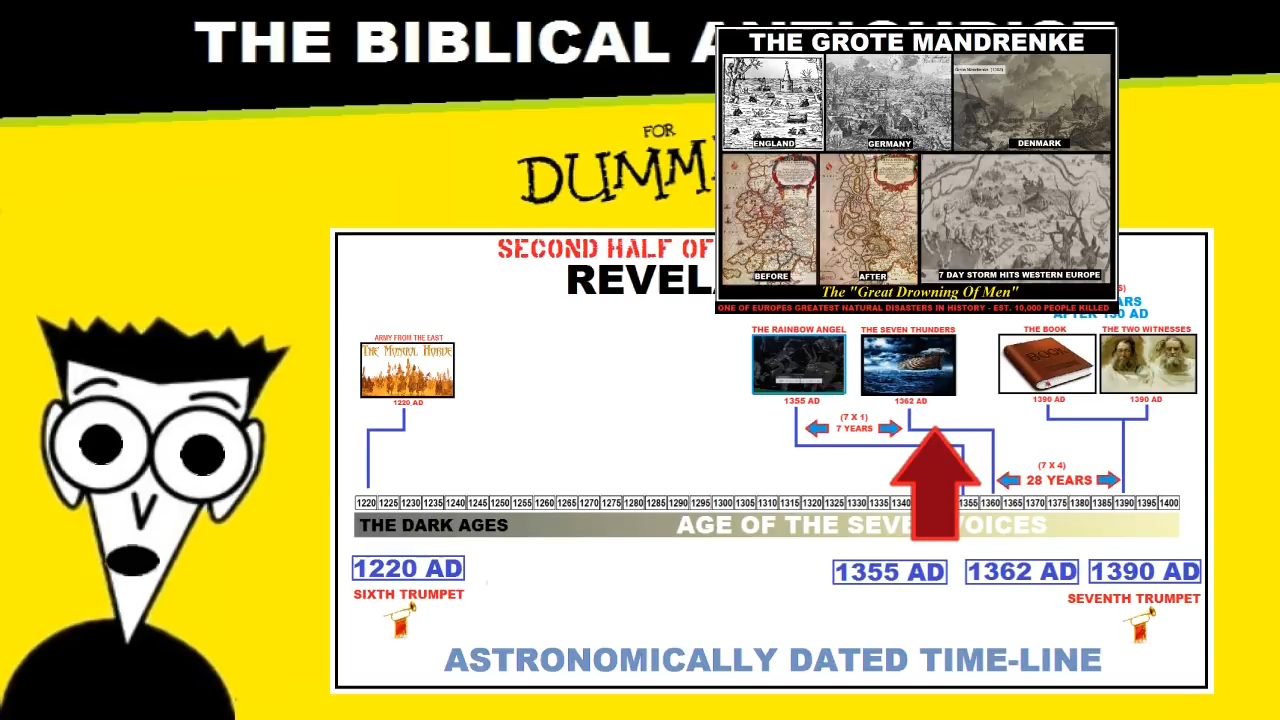 THE BIBLICAL
THE GROTE MANDRENKE
Grote Mandrenke (1362)
ENGLAND
GERMANY
DENMARK
BEFORE
AFTER
7 DAY STORM HITS WESTERN EUROPE
The "Great Drowning Of Men"
ONE OF EUROPES GREATEST NATURAL DISASTERS IN HISTORY - EST. 10,000 PEOPLE KILLED
FOR
DUMM
SECOND HALF OF
REVEL
ARMY FROM THE EAST
THE MONGUL HORDE
1220 AD
THE RAINBOW ANGEL
1355 AD
THE SEVEN THUNDERS
1362 AD
THE BOOK
BOOK
1390 AD
THE TWO WITNESSES
1390 AD
(7 X 1)
7 YEARS
(7 X 4)
28 YEARS
1220 1225 1230 1235 1240 1245 1250 1255 1260 1265 1270 1275 1280 1285 1290 1295 1300 1305 1310 1315 1320 1325 1330 1335 1340 1355 1360 1365 1370 1375 1380 1385 1390 1395 1400
THE DARK AGES
AGE OF THE SEVE VOICES
1220 AD
1355 AD
1362 AD
1390 AD
SIXTH TRUMPET
SEVENTH TRUMPET
ASTRONOMICALLY DATED TIME-LINE